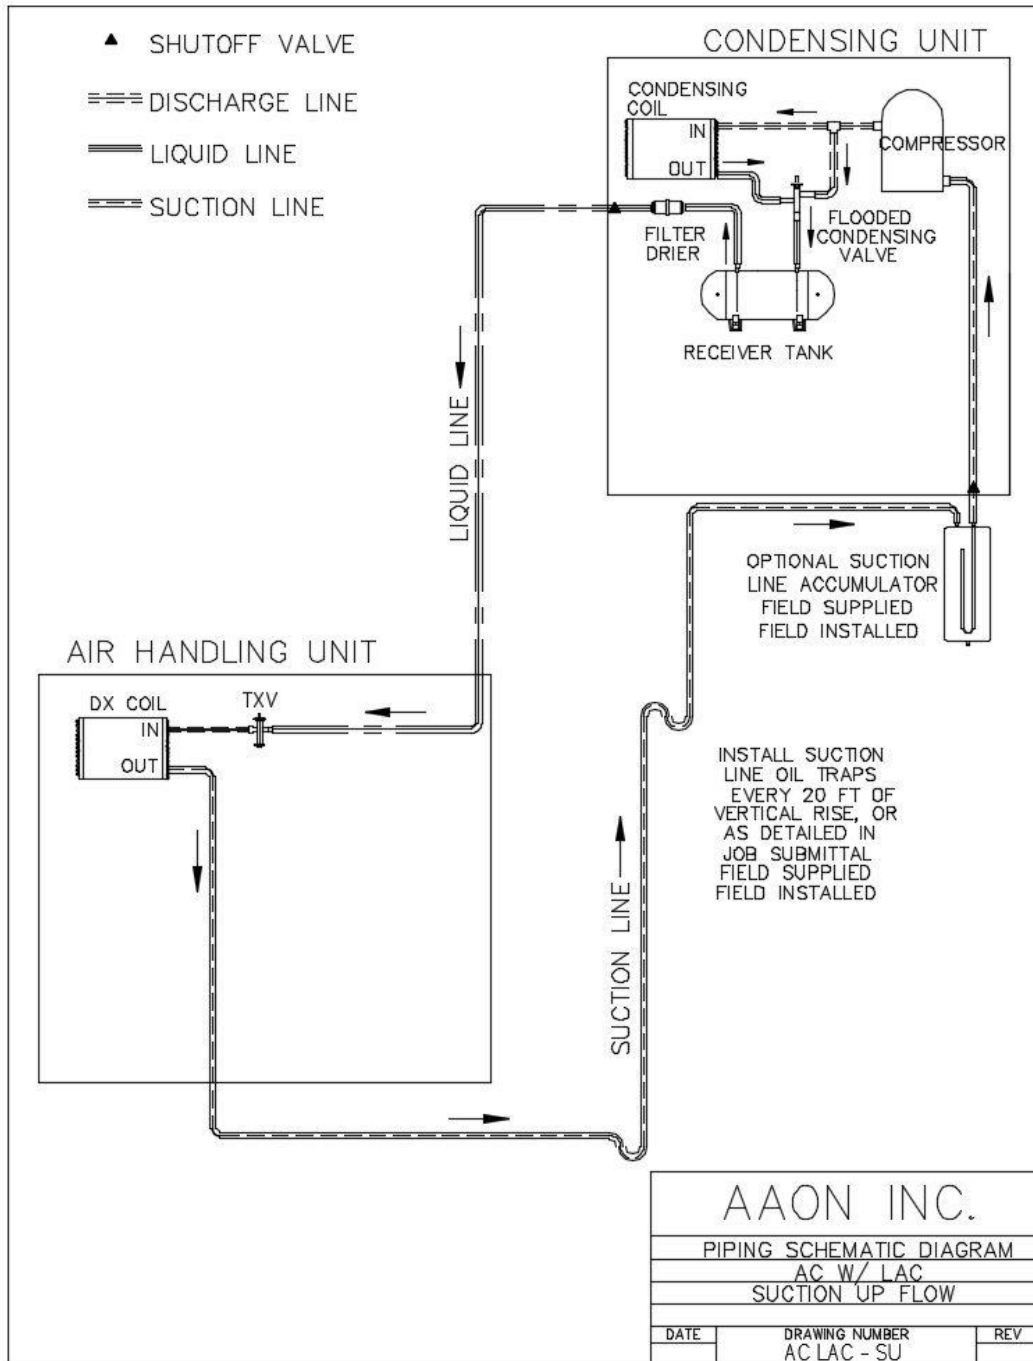 SHUTOFF VALVE
DISCHARGE LINE
LIQUID LINE
SUCTION LINE
CONDENSING UNIT
CONDENSING
COIL
IN
OUT
COMPRESSOR
FLOODED
CONDENSING
VALVE
FILTER
DRIER
RECEIVER TANK
LIQUID LINE
OPTIONAL SUCTION
LINE ACCUMULATOR
FIELD SUPPLIED
FIELD INSTALLED
AIR HANDLING UNIT
DX COIL
TXV
IN
OUT
INSTALL SUCTION
LINE OIL TRAPS
EVERY 20 FT OF
VERTICAL RISE, OR
AS DETAILED IN
JOB SUBMITTAL
FIELD SUPPLIED
FIELD INSTALLED
SUCTION LINE
AAON INC.
PIPING SCHEMATIC DIAGRAM
AC W/ LAC
SUCTION UP FLOW
DATE
DRAWING NUMBER
REV
AC LAC - SU